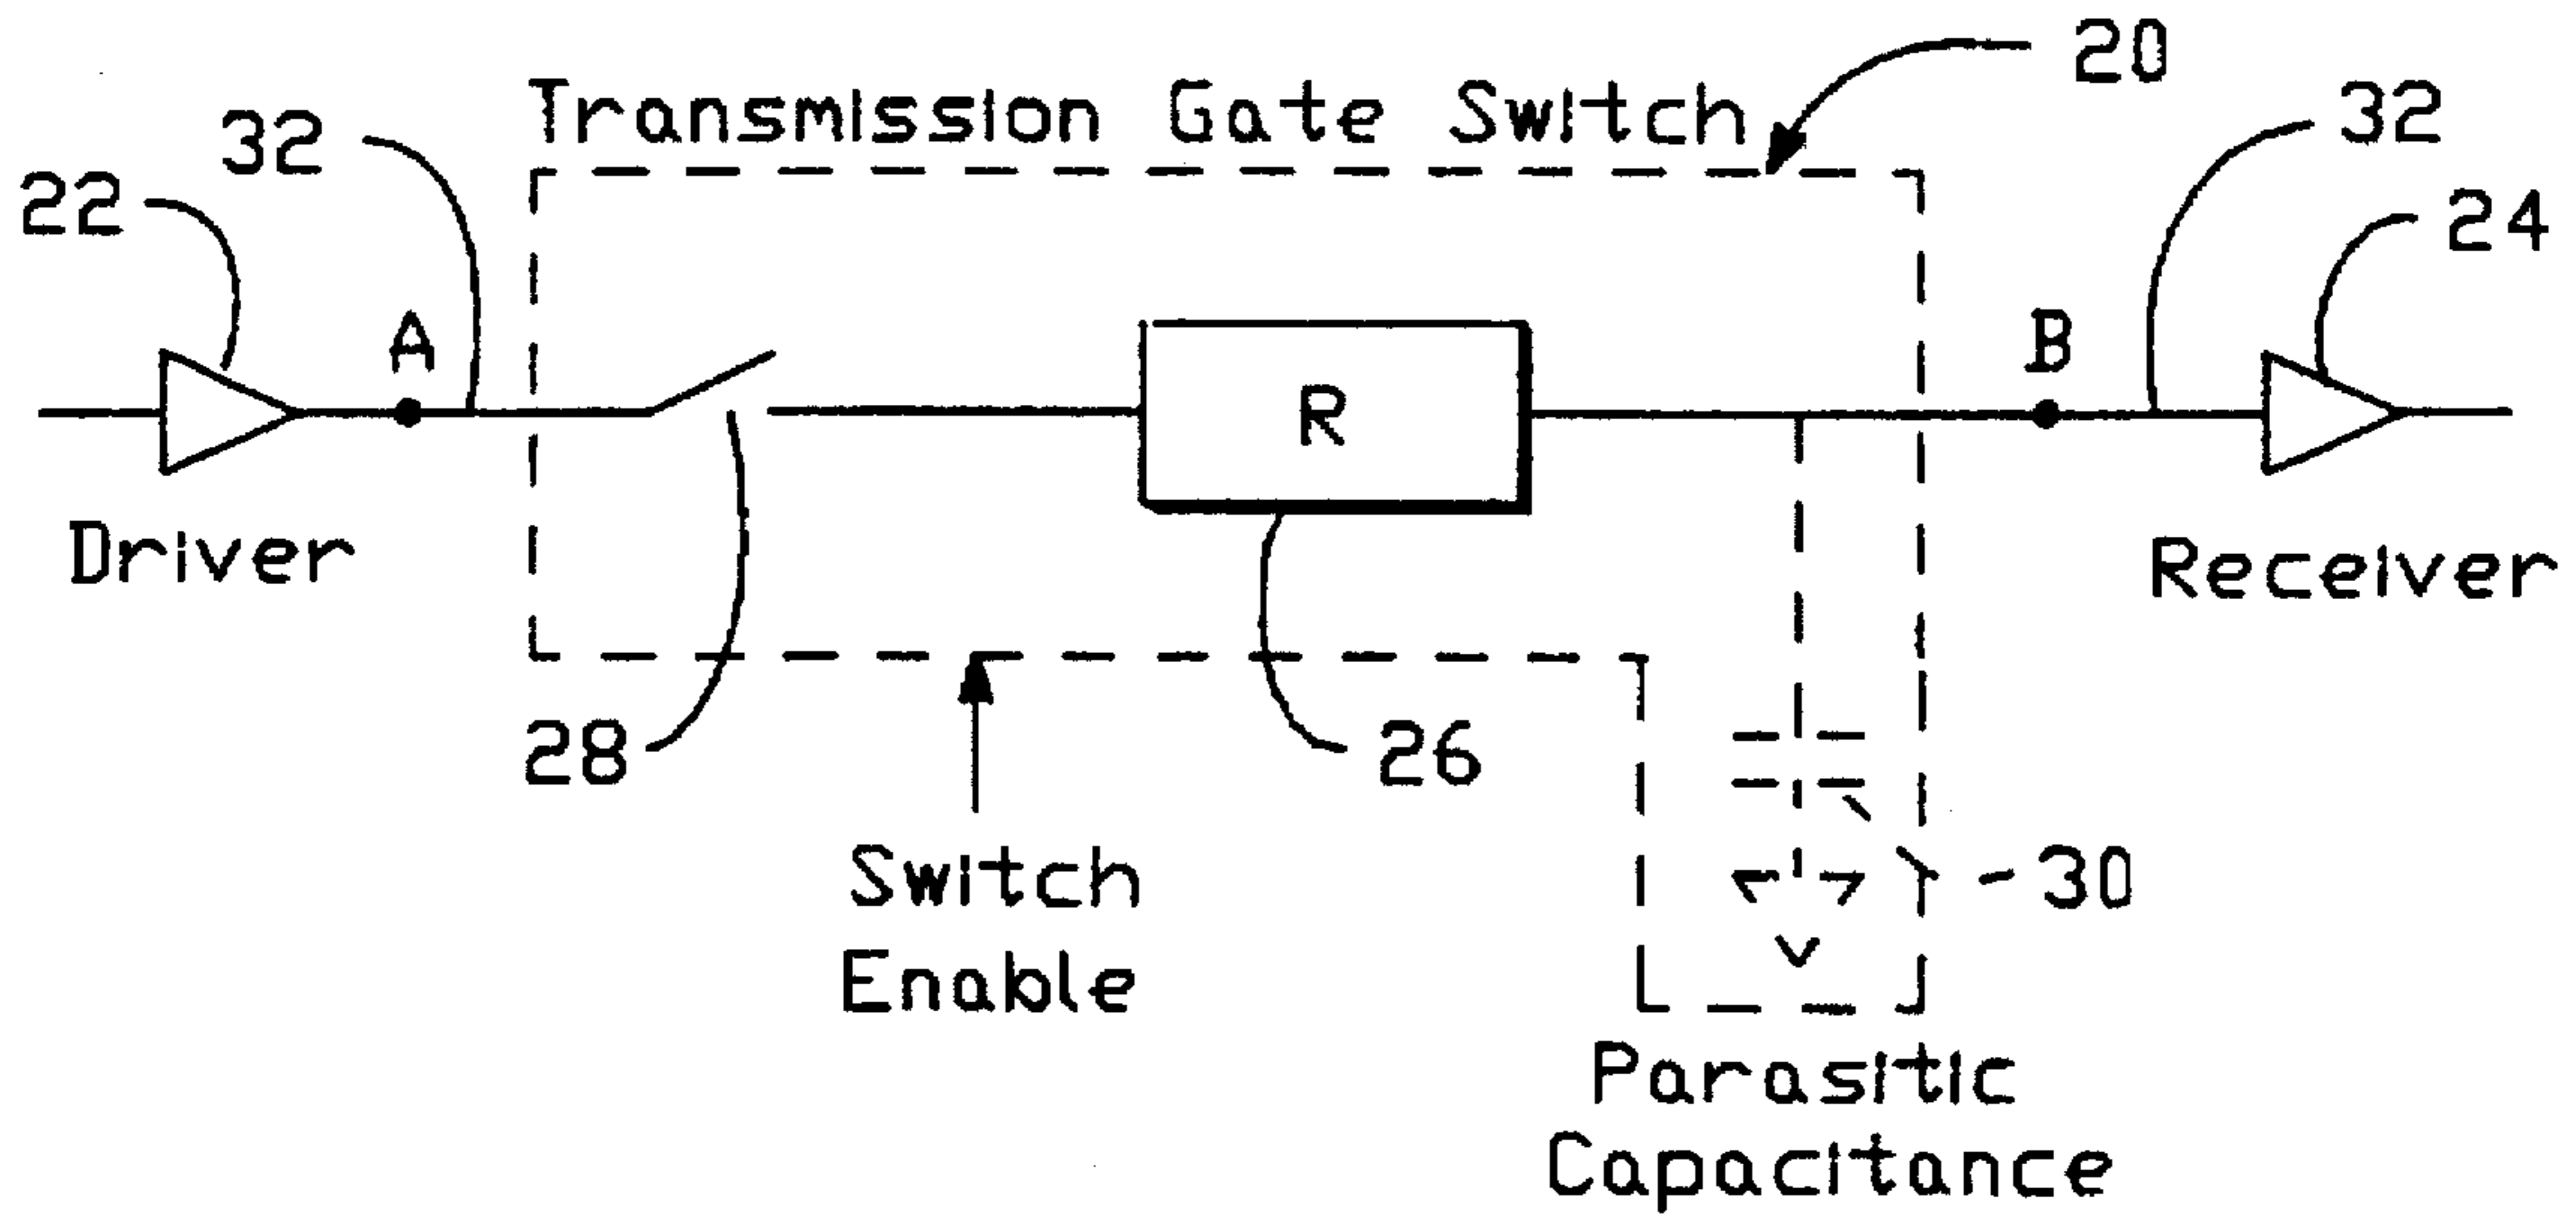 20
Transmission Gate Switch
32
32
22
24
A
B
R
Driver
Receiver
28
26
Switch
Enable
30
Parasitic
Capacitance